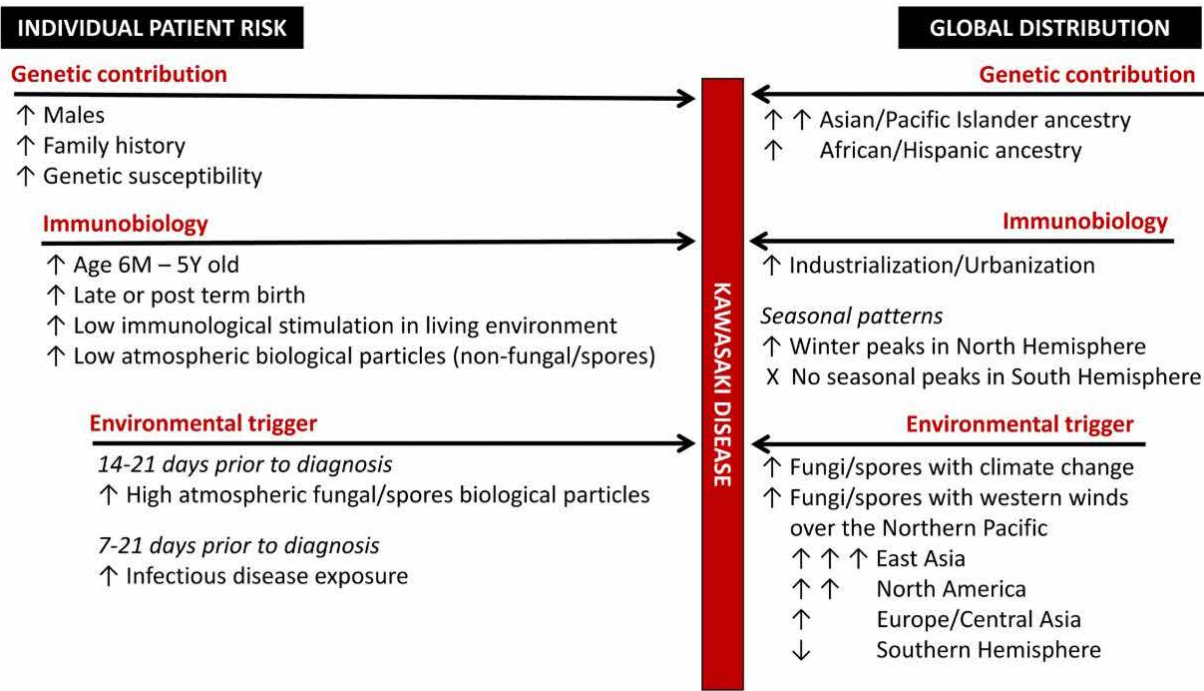 INDIVIDUAL PATIENT RISK
Genetic contribution
↑ Males
↑ Family history
↑ Genetic susceptibility
Immunobiology
↑ Age 6M – 5Y old
↑ Late or post term birth
↑ Low immunological stimulation in living environment
↑ Low atmospheric biological particles (non-fungal/spores)
Environmental trigger
14-21 days prior to diagnosis
↑ High atmospheric fungal/spores biological particles
7-21 days prior to diagnosis
↑ Infectious disease exposure
KAWASAKI DISEASE
GLOBAL DISTRIBUTION
Genetic contribution
↑ ↑ Asian/Pacific Islander ancestry
↑ African/Hispanic ancestry
Immunobiology
↑ Industrialization/Urbanization
Seasonal patterns
↑ Winter peaks in North Hemisphere
X No seasonal peaks in South Hemisphere
Environmental trigger
↑ Fungi/spores with climate change
↑ Fungi/spores with western winds
over the Northern Pacific
↑ ↑ ↑ East Asia
↑ ↑ North America
↑ Europe/Central Asia
↓ Southern Hemisphere